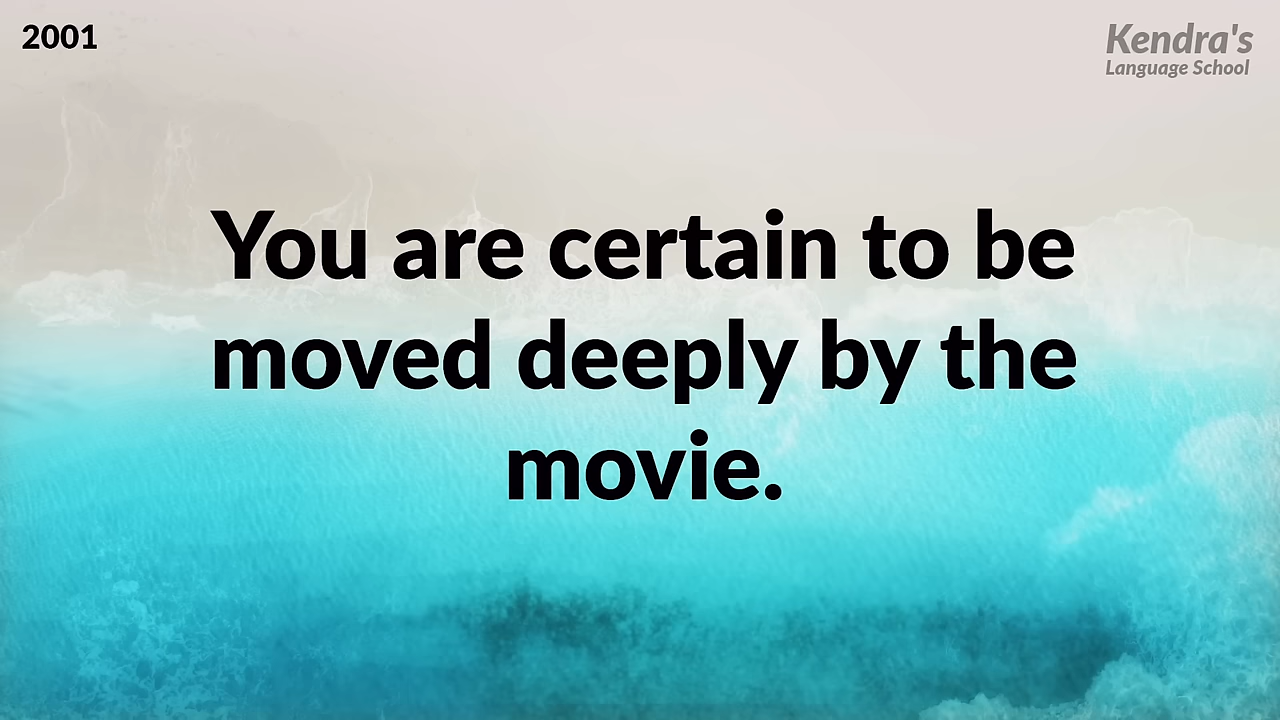 2001
Kendra's
Language School
You are certain to be
moved deeply by the
movie.